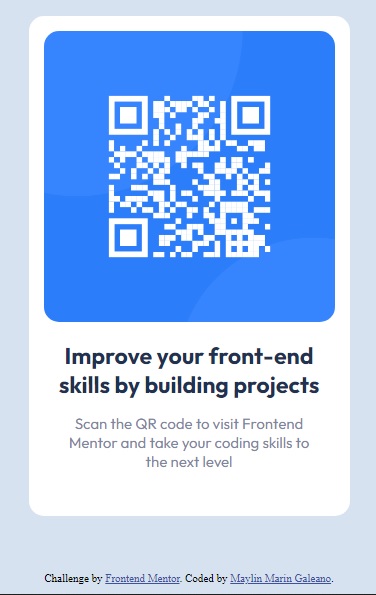 Improve your front-end
skills by building projects
Scan the QR code to visit Frontend
Mentor and take your coding skills to
the next level
Challenge by Frontend Mentor. Coded by Maylin Marin Galeano.